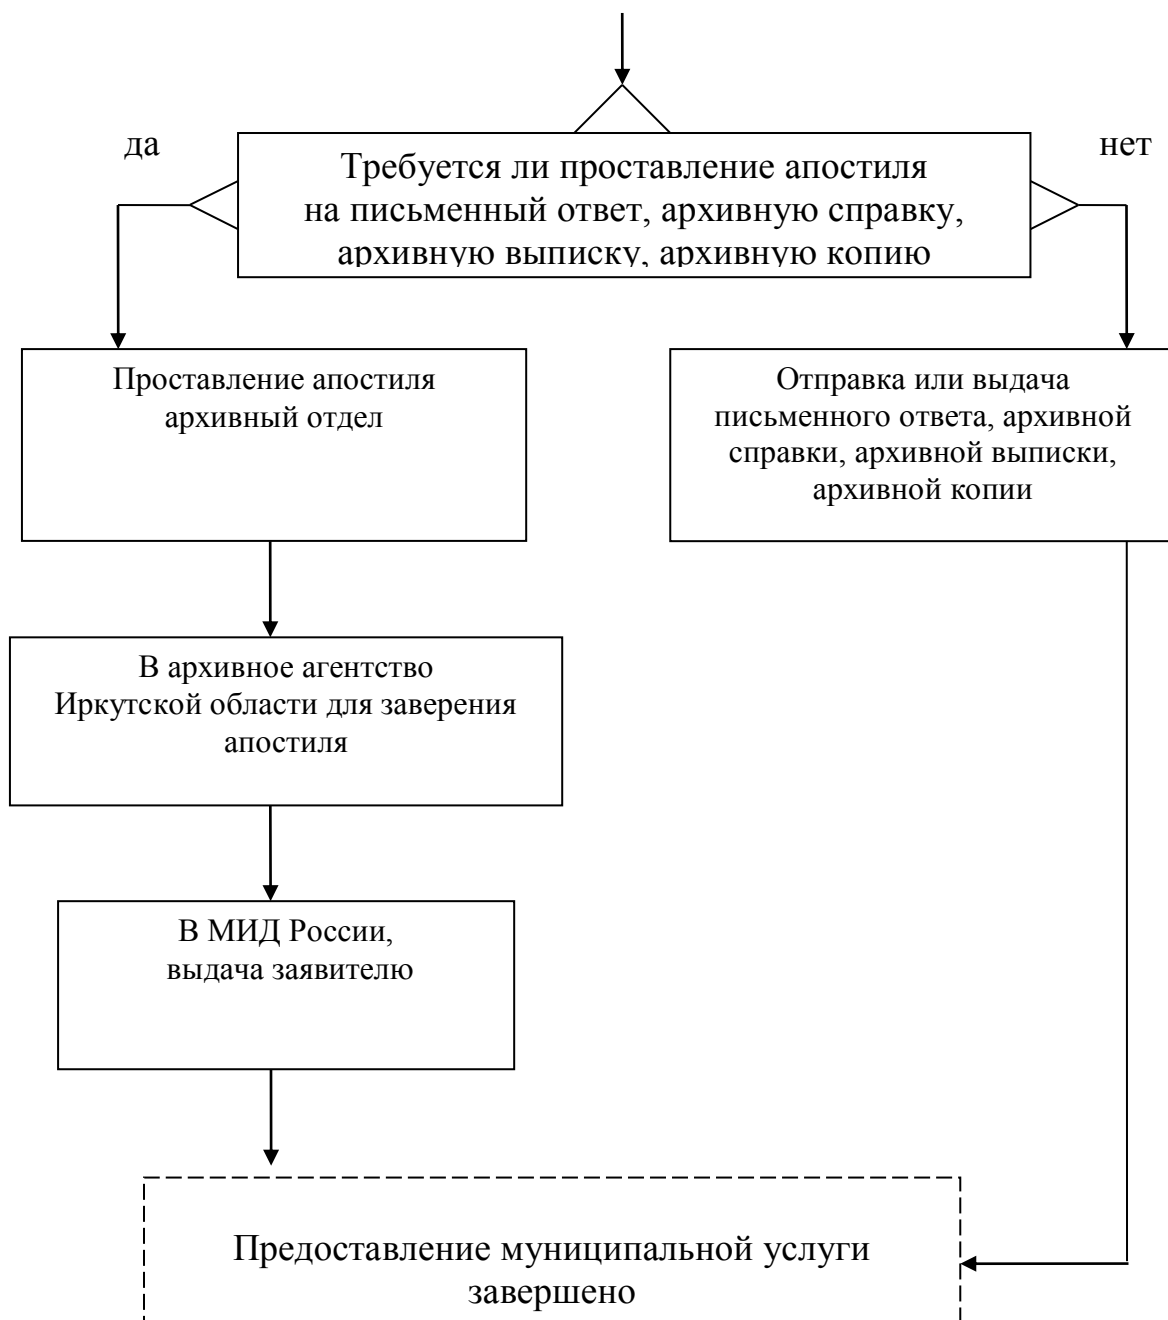 да
нет
Требуется ли проставление апостиля
на письменный ответ, архивную справку,
архивную выписку, архивную копию
Проставление апостиля
архивный отдел
Отправка или выдача
письменного ответа, архивной
справки, архивной выписки,
архивной копии
В архивное агентство
Иркутской области для заверения
апостиля
В МИД России,
выдача заявителю
Предоставление муниципальной услуги
завершено